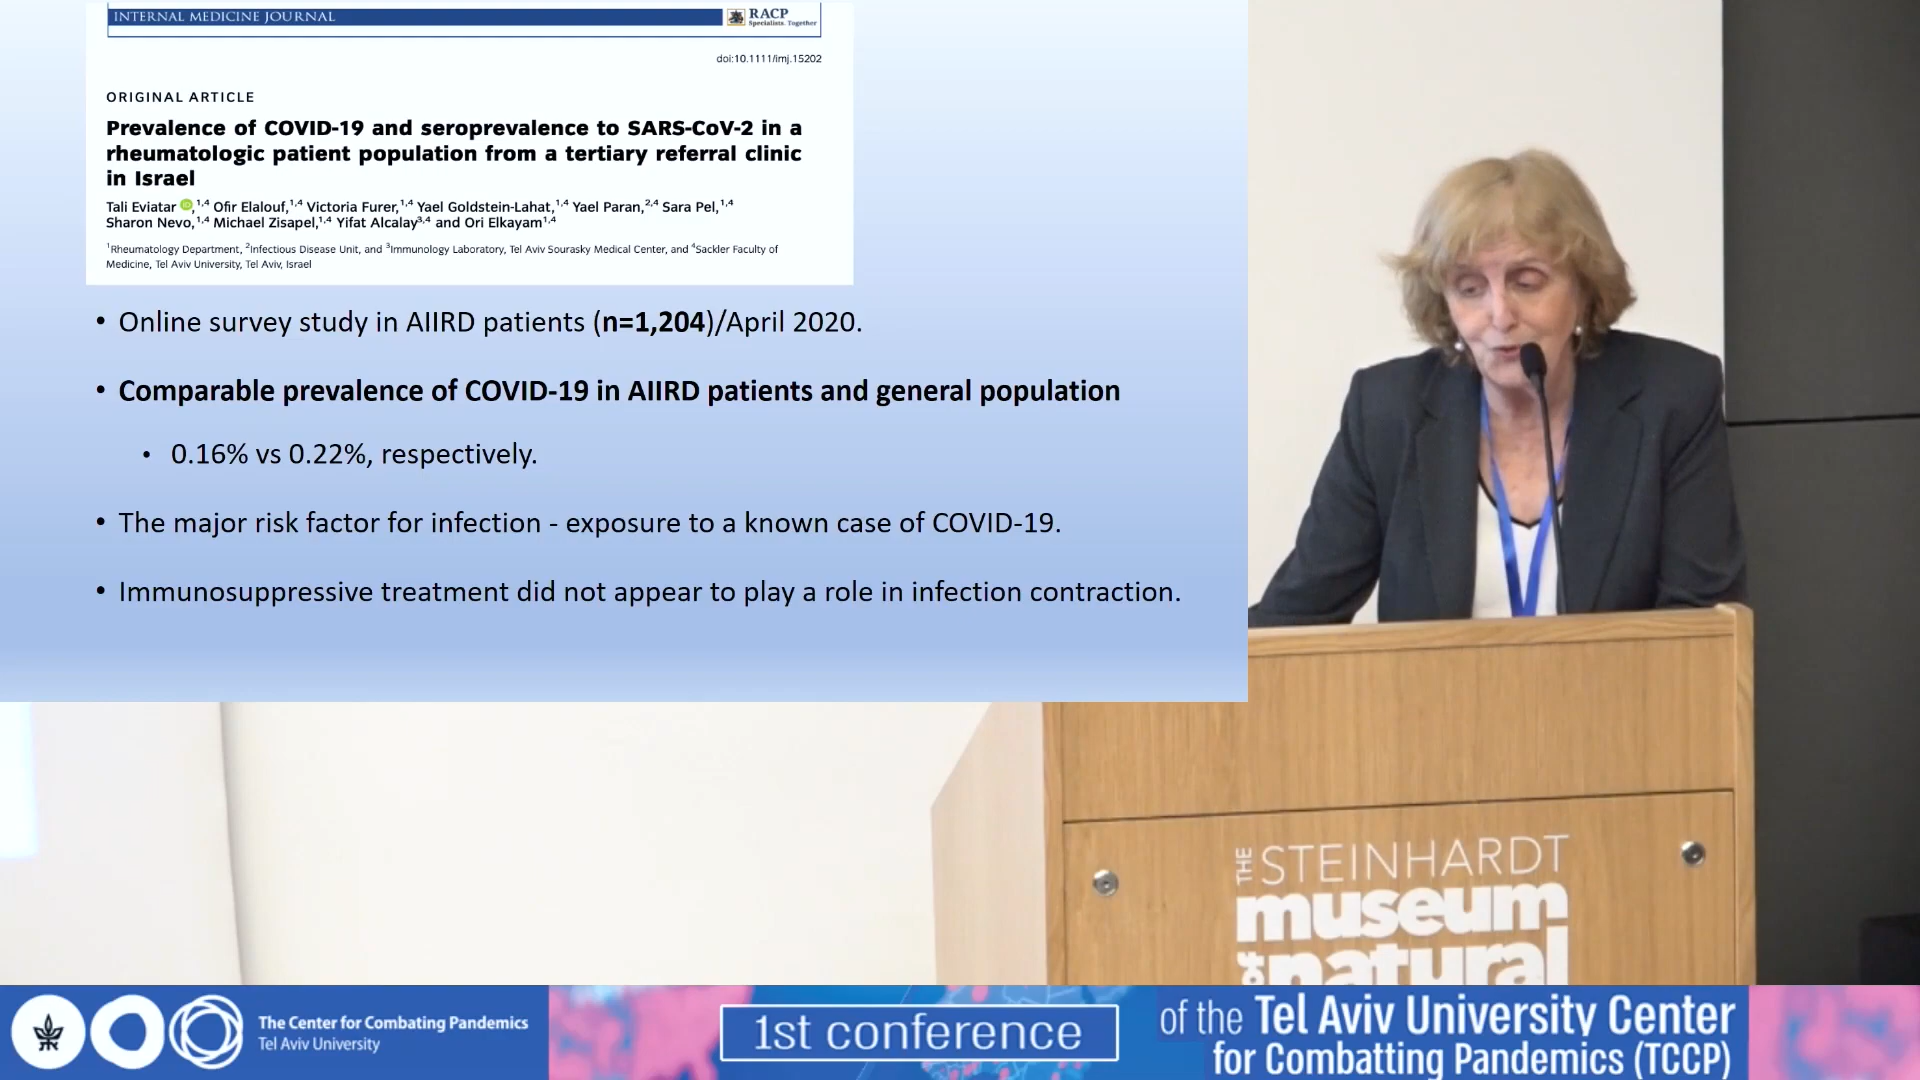 INTERNAL MEDICINE JOURNAL
RACP
Specialists. Together
doi:10.1111/imj.15202
ORIGINAL ARTICLE
Prevalence of COVID-19 and seroprevalence to SARS-CoV-2 in a
rheumatologic patient population from a tertiary referral clinic
in Israel
Tali Eviatar iD,1,4 Ofir Elalouf,1,4 Victoria Furer,1,4 Yael Goldstein-Lahat,1,4 Yael Paran,2,4 Sara Pel,1,4
Sharon Nevo,1,4 Michael Zisapel,1,4 Yifat Alcalay3,4 and Ori Elkayam1,4
1Rheumatology Department, 2Infectious Disease Unit, and 3Immunology Laboratory, Tel Aviv Sourasky Medical Center, and 4Sackler Faculty of
Medicine, Tel Aviv University, Tel Aviv, Israel
• Online survey study in AIIRD patients (n=1,204)/April 2020.
• Comparable prevalence of COVID-19 in AIIRD patients and general population
• 0.16% vs 0.22%, respectively.
• The major risk factor for infection - exposure to a known case of COVID-19.
• Immunosuppressive treatment did not appear to play a role in infection contraction.
THE STEINHARDT
museum
of natural
The Center for Combating Pandemics
Tel Aviv University
1st conference
of the Tel Aviv University Center
for Combatting Pandemics (TCCP)